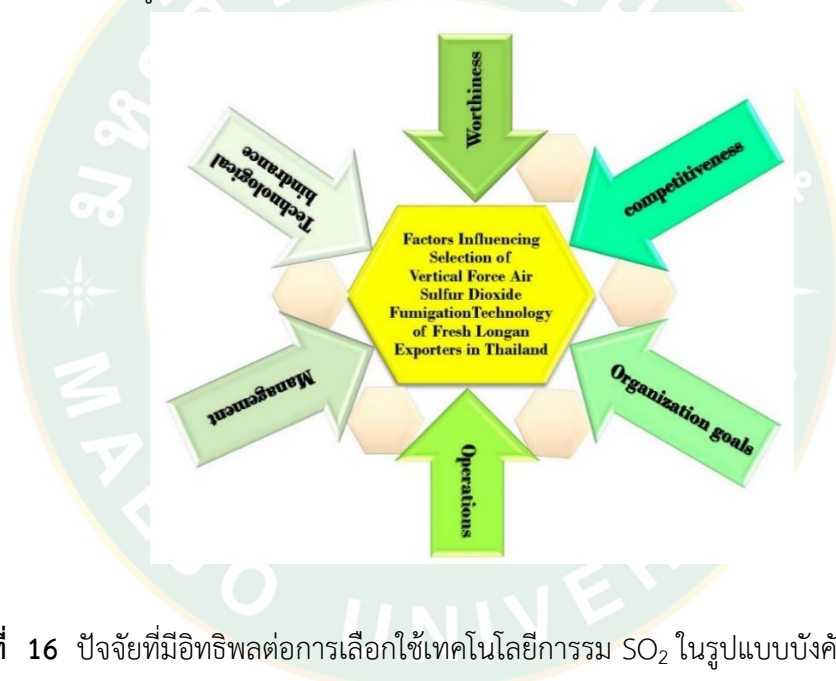 Worthiness
competitiveness
Organization goals
Operations
Management
Technological
hindrance
Factors Influencing
Selection of
Vertical Force Air
Sulfur Dioxide
FumigationTechnology
of Fresh Longan
Exporters in Thailand
ที่ 16 ปัจจัยที่มีอิทธิพลต่อการเลือกใช้เทคโนโลยีการรม SO₂ ในรูปแบบบังคั